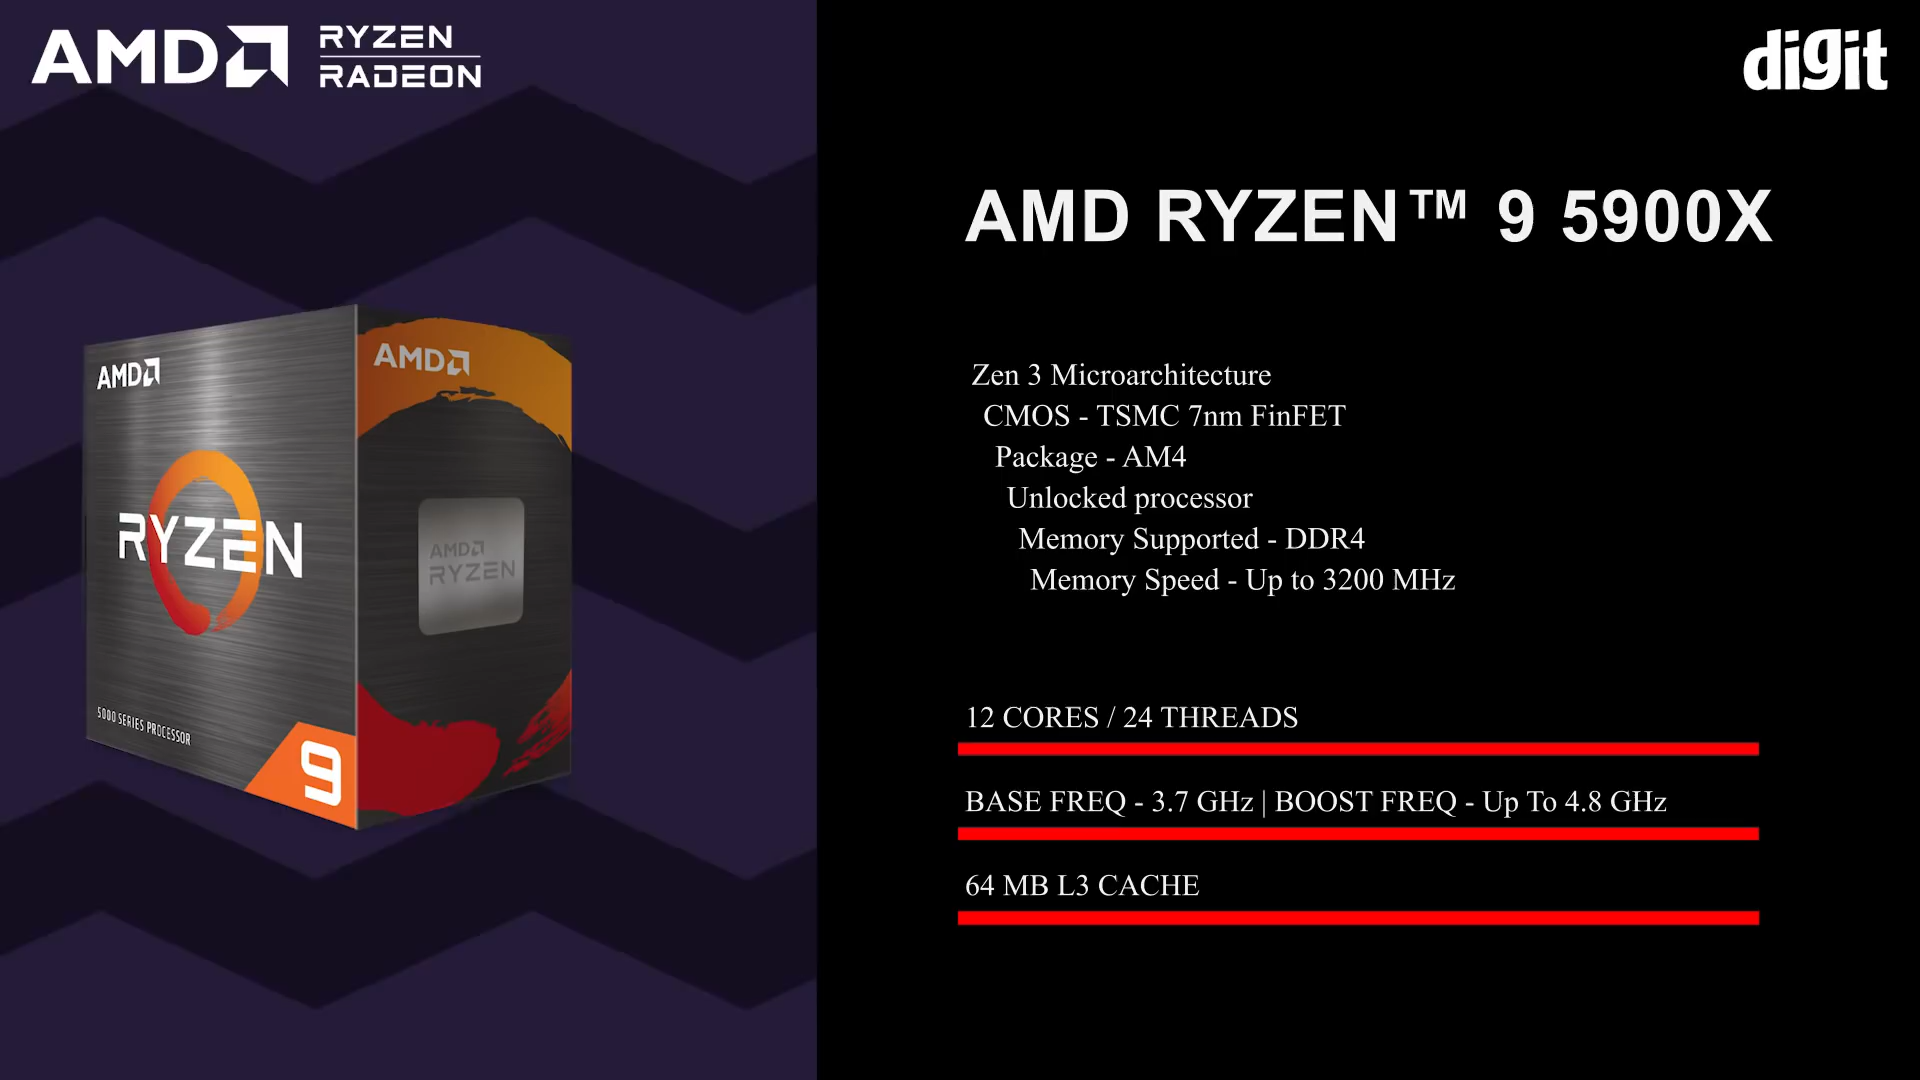 AMD RYZEN
RADEON
digit
AMD RYZEN™ 9 5900X
Zen 3 Microarchitecture
CMOS - TSMC 7nm FinFET
Package - AM4
Unlocked processor
Memory Supported - DDR4
Memory Speed - Up to 3200 MHz
12 CORES / 24 THREADS
BASE FREQ - 3.7 GHz | BOOST FREQ - Up To 4.8 GHz
64 MB L3 CACHE
AMD
RYZEN
5000 SERIES PROCESSOR
9
AMD
AMD
RYZEN